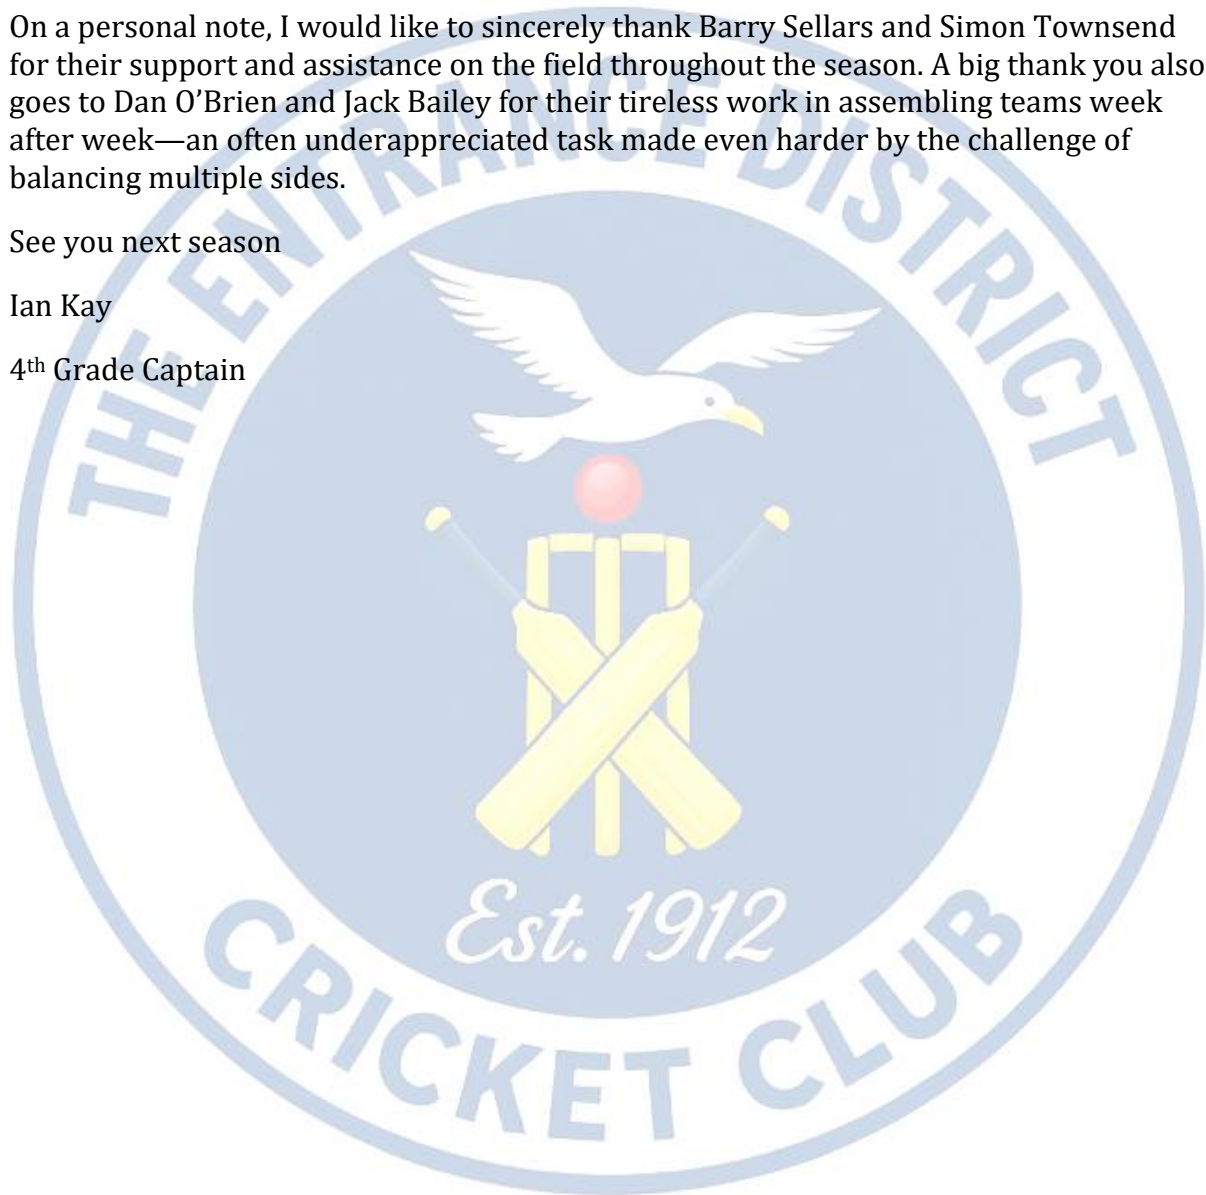 On a personal note, I would like to sincerely thank Barry Sellars and Simon Townsend
for their support and assistance on the field throughout the season. A big thank you also
goes to Dan O’Brien and Jack Bailey for their tireless work in assembling teams week
after week—an often underappreciated task made even harder by the challenge of
balancing multiple sides.
See you next season
Ian Kay
4th Grade Captain
THE ENTRANCE DISTRICT
Est. 1912
CRICKET CLUB